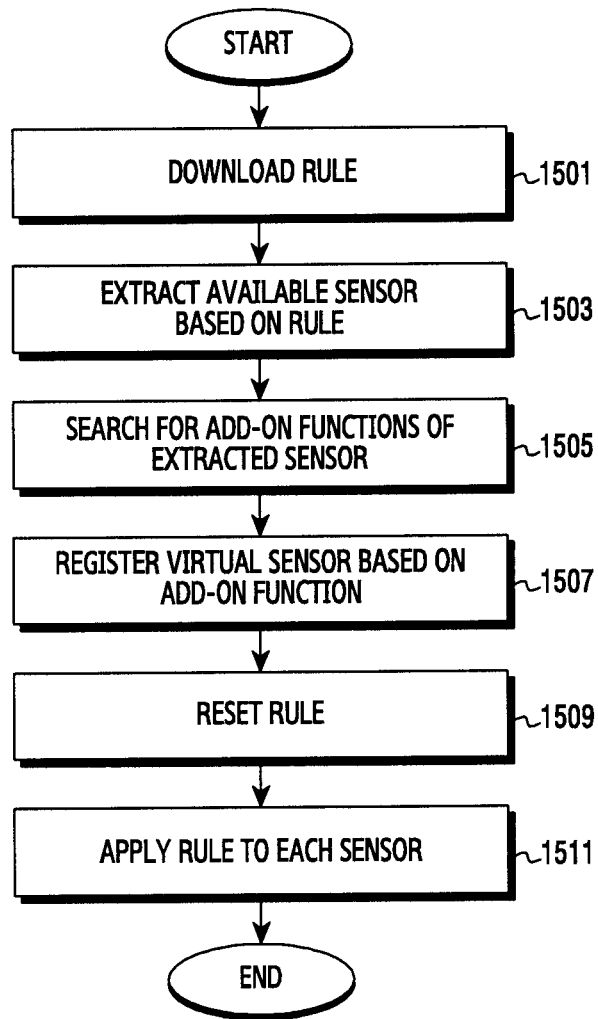 START
DOWNLOAD RULE
1501
EXTRACT AVAILABLE SENSOR
BASED ON RULE
1503
SEARCH FOR ADD-ON FUNCTIONS OF
EXTRACTED SENSOR
1505
REGISTER VIRTUAL SENSOR BASED ON
ADD-ON FUNCTION
1507
RESET RULE
1509
APPLY RULE TO EACH SENSOR
1511
END